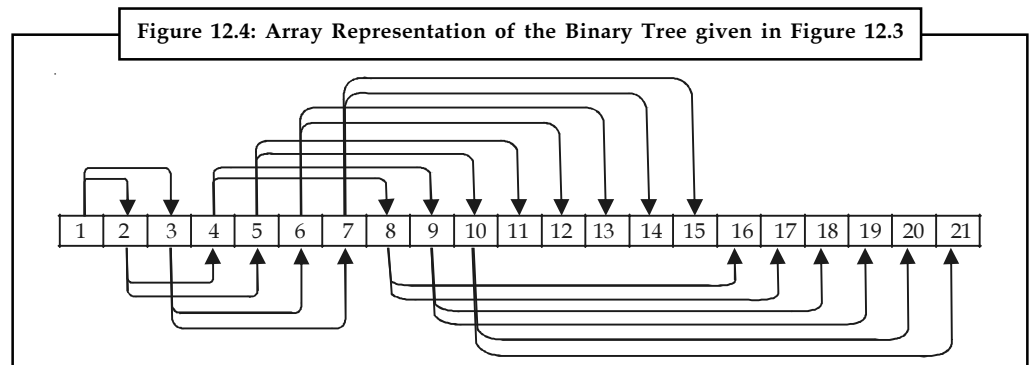 Figure 12.4: Array Representation of the Binary Tree given in Figure 12.3
1 2 3 4 5 6 7 8 9 10 11 12 13 14 15 16 17 18 19 20 21